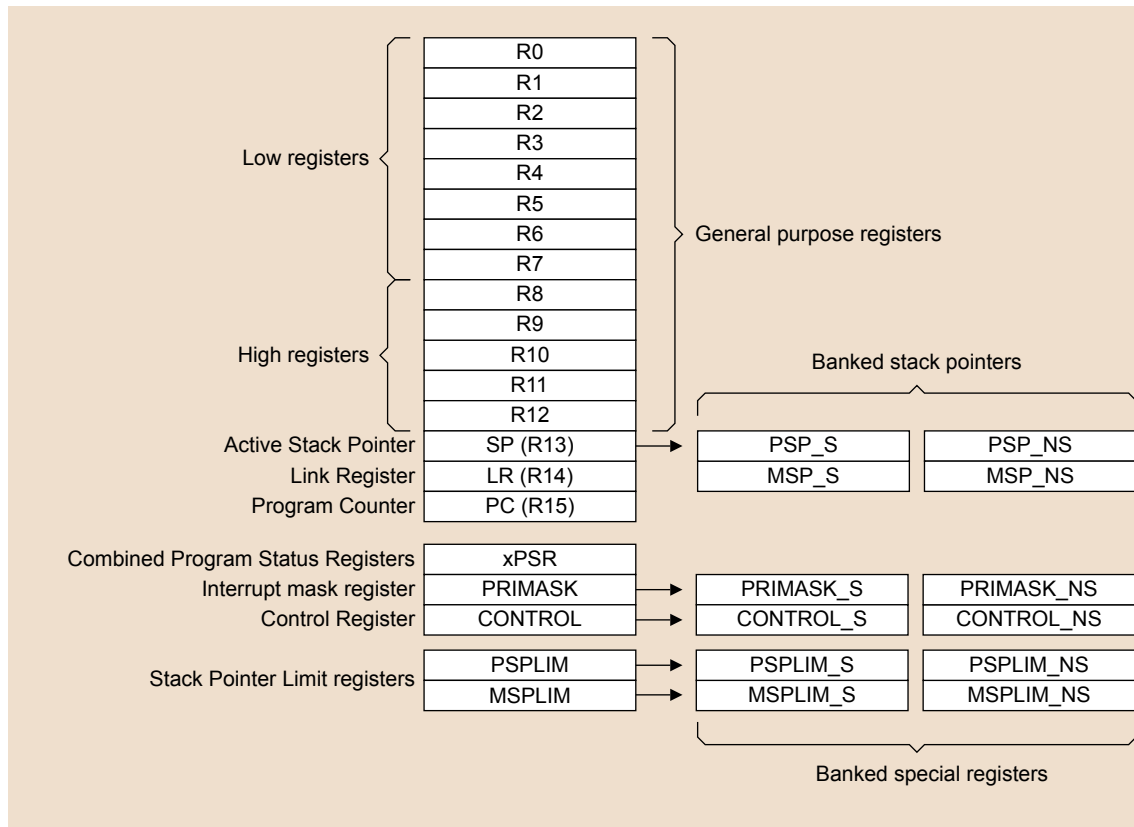 R0
R1
R2
R3
Low registers
R4
R5
R6
General purpose registers
R7
R8
R9
High registers
R10
Banked stack pointers
R11
R12
Active Stack Pointer SP (R13) PSP_S PSP_NS
Link Register LR (R14) MSP_S MSP_NS
Program Counter PC (R15)
Combined Program Status Registers xPSR
Interrupt mask register PRIMASK PRIMASK_S PRIMASK_NS
Control Register CONTROL CONTROL_S CONTROL_NS
Stack Pointer Limit registers
PSPLIM PSPLIM_S PSPLIM_NS
MSPLIM MSPLIM_S MSPLIM_NS
Banked special registers